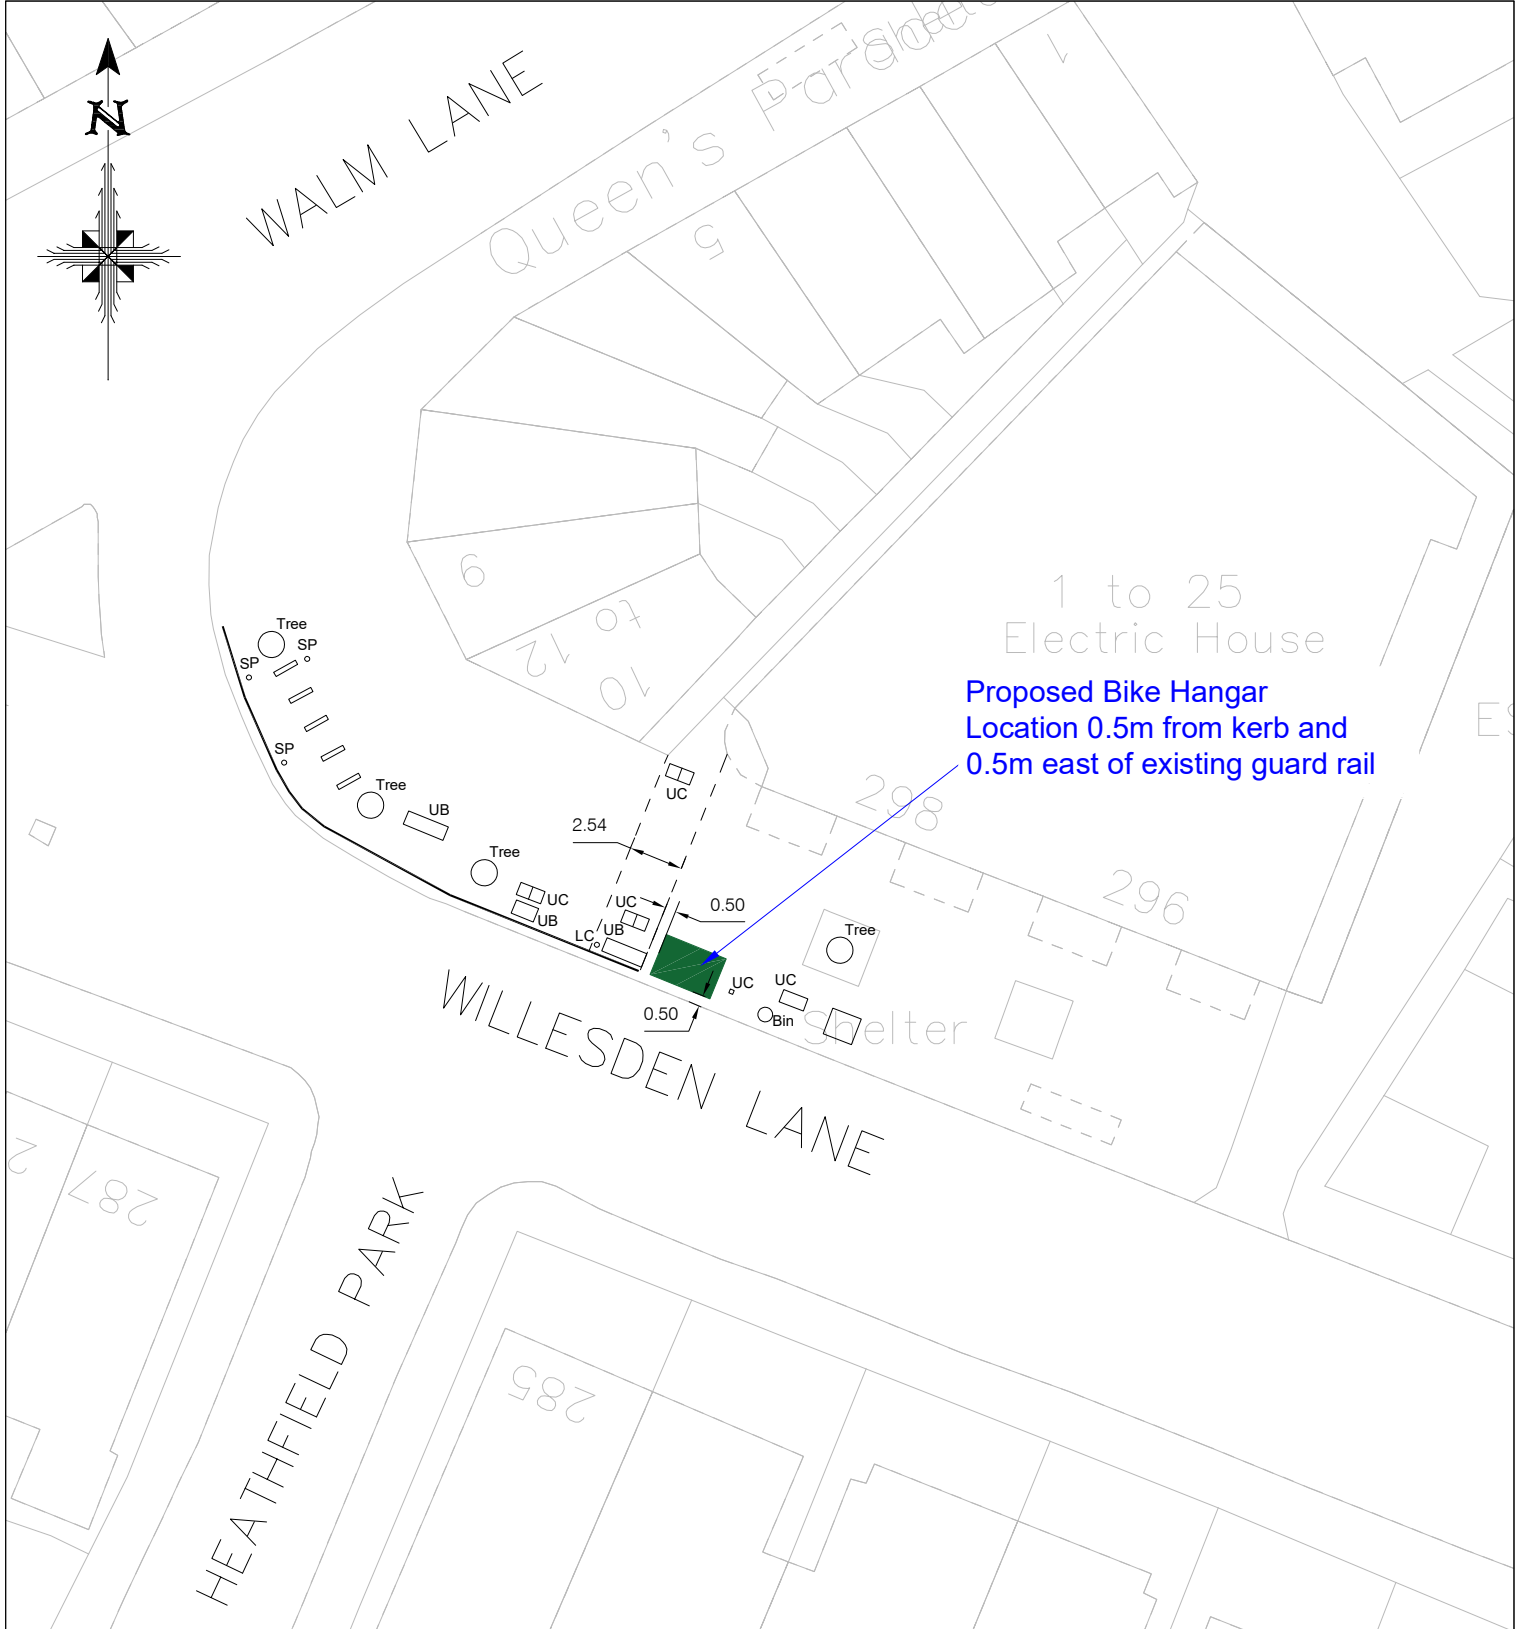 N
WALM LANE
Queen's Parade
Shelter
1
5
9
10
to
12
1 to 25
Electric House
Proposed Bike Hangar
Location 0.5m from kerb and
0.5m east of existing guard rail
298
296
Tree
SP
SP
SP
Tree
UB
Tree
UC
UB
UC
2.54
0.50
UC
LC
UB
Tree
UC
UC
Bin
Shelter
0.50
WILLESDEN LANE
HEATHFIELD PARK
287
2
285